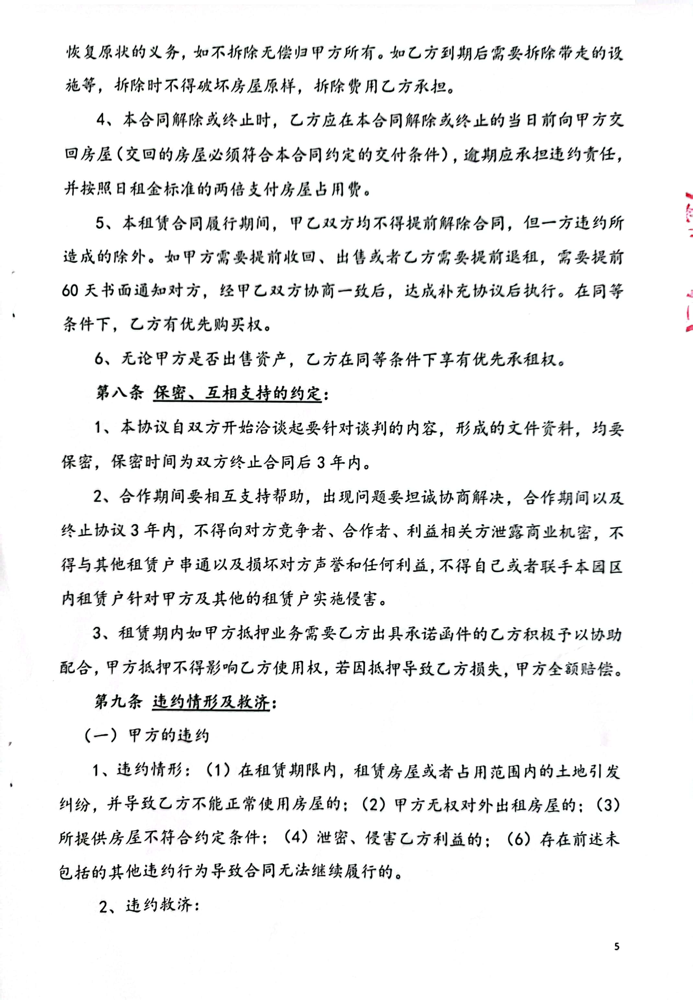 恢复原状的义务，如不拆除无偿归甲方所有。如乙方到期后需要拆除带走的设
施等，拆除时不得破坏房屋原样，拆除费用乙方承担。
4、本合同解除或终止时，乙方应在本合同解除或终止的当日前向甲方交
回房屋（交回的房屋必须符合本合同约定的交付条件），逾期应承担违约责任，
并按照日租金标准的两倍支付房屋占用费。
5、本租赁合同履行期间，甲乙双方均不得提前解除合同，但一方违约所
造成的除外。如甲方需要提前收回、出售或者乙方需要提前退租，需要提前
60 天书面通知对方，经甲乙双方协商一致后，达成补充协议后执行。在同等
条件下，乙方有优先购买权。
6、无论甲方是否出售资产，乙方在同等条件下享有优先承租权。
第八条 保密、互相支持的约定：
1、本协议自双方开始洽谈起要针对谈判的内容，形成的文件资料，均要
保密，保密时间为双方终止合同后 3 年内。
2、合作期间要相互支持帮助，出现问题要坦诚协商解决，合作期间以及
终止协议 3 年内，不得向对方竞争者、合作者、利益相关方泄露商业机密，不
得与其他租赁户串通以及损坏对方声誉和任何利益，不得自己或者联手本园区
内租赁户针对甲方及其他的租赁户实施侵害。
3、租赁期内如甲方抵押业务需要乙方出具承诺函件的乙方积极予以协助
配合，甲方抵押不得影响乙方使用权，若因抵押导致乙方损失，甲方全额赔偿。
第九条 违约情形及救济：
（一）甲方的违约
1、违约情形：（1）在租赁期限内，租赁房屋或者占用范围内的土地引发
纠纷，并导致乙方不能正常使用房屋的；（2）甲方无权对外出租房屋的；（3）
所提供房屋不符合约定条件；（4）泄密、侵害乙方利益的；（6）存在前述未
包括的其他违约行为导致合同无法继续履行的。
2、违约救济：
5